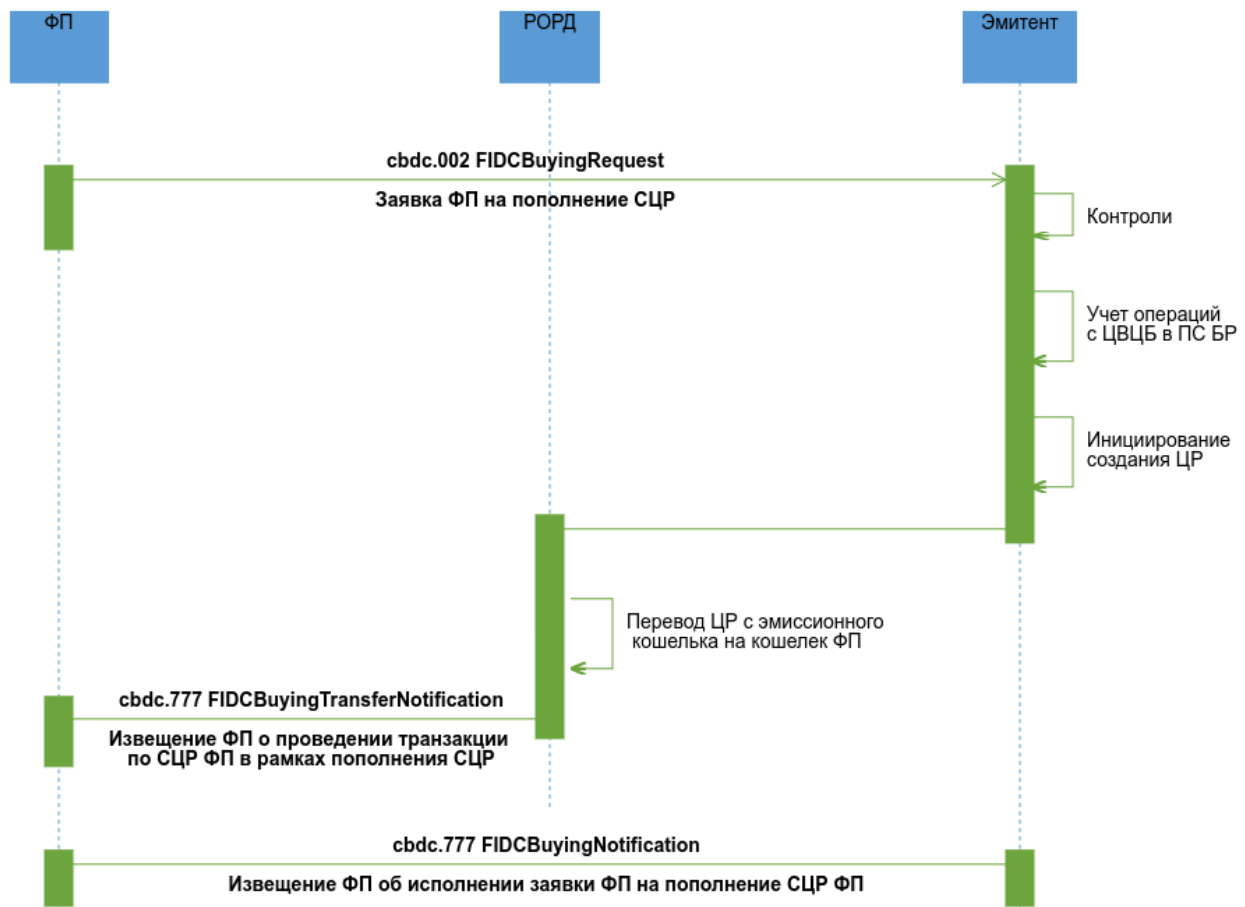 ФП
РОРД
Эмитент
cbdc.002 FIDCBuyingRequest
Заявка ФП на пополнение СЦР
Контроли
Учет операций
с ЦВЦБ в ПС БР
Инициирование
создания ЦР
Перевод ЦР с эмиссионного
кошелька на кошелек ФП
cbdc.777 FIDCBuyingTransferNotification
Извещение ФП о проведении транзакции
по СЦР ФП в рамках пополнения СЦР
cbdc.777 FIDCBuyingNotification
Извещение ФП об исполнении заявки ФП на пополнение СЦР ФП